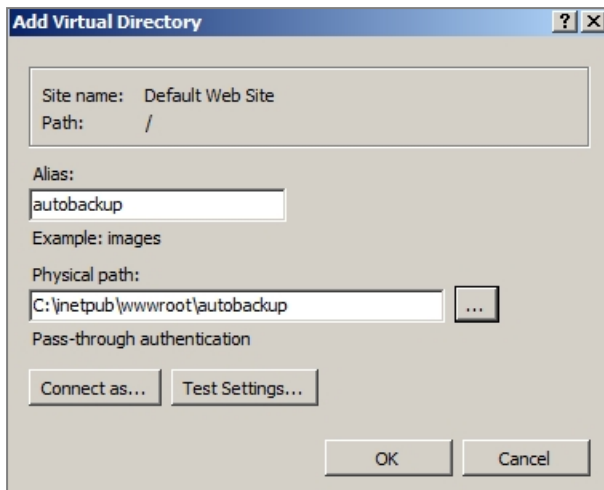 Add Virtual Directory
Site name: Default Web Site
Path: /
Alias:
autobackup
Example: images
Physical path:
C:\inetpub\wwwroot\autobackup
...
Pass-through authentication
Connect as... Test Settings...
OK Cancel